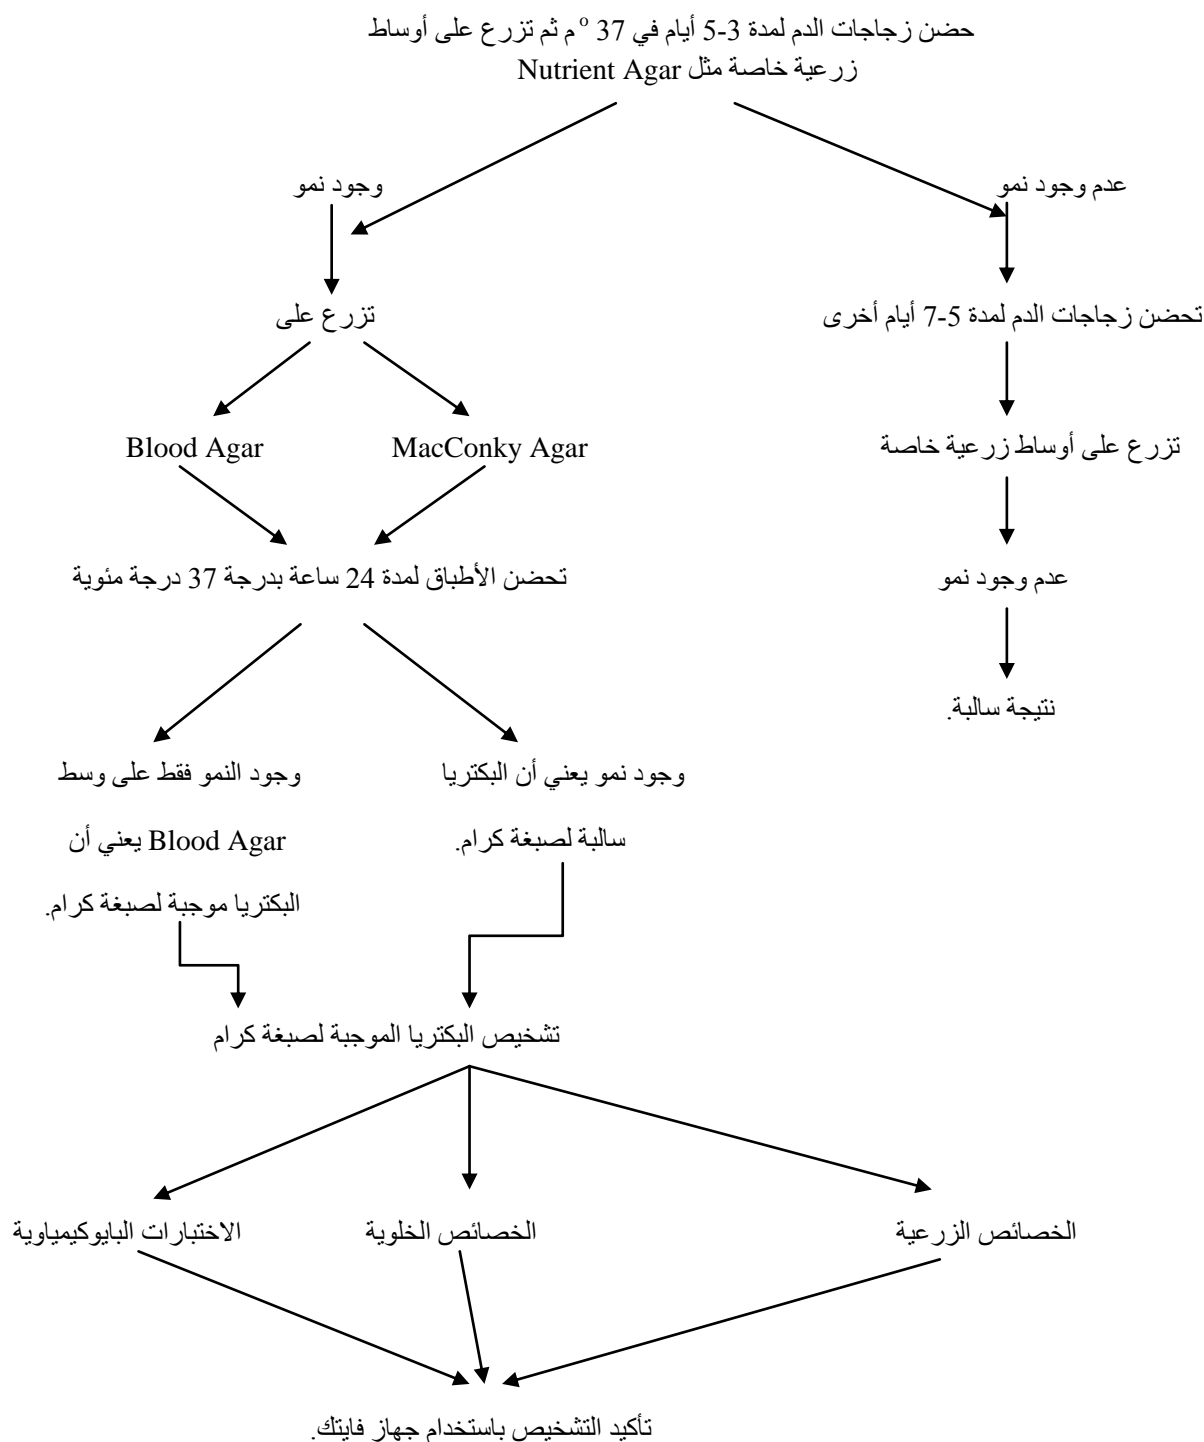 حضن زجاجات الدم لمدة 3-5 أيام في 37 º م ثم تزرع على أوساط
زرعية خاصة مثل Nutrient Agar
عدم وجود نمو
وجود نمو
تحضن زجاجات الدم لمدة 5-7 أيام أخرى
تزرع على
تزرع على أوساط زرعية خاصة
MacConky Agar
Blood Agar
عدم وجود نمو
تحضن الأطباق لمدة 24 ساعة بدرجة 37 درجة مئوية
نتيجة سالبة.
وجود نمو يعني أن البكتريا
سالبة لصبغة كرام.
وجود النمو فقط على وسط
Blood Agar يعني أن
البكتريا موجبة لصبغة كرام.
تشخيص البكتريا الموجبة لصبغة كرام
الخصائص الزرعية
الخصائص الخلوية
الاختبارات البايوكيمياوية
تأكيد التشخيص باستخدام جهاز فايتك.